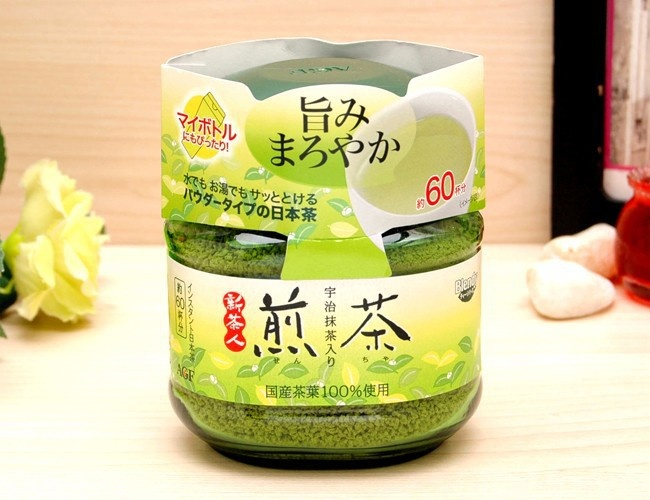 マイボトル
にもぴったり!
旨み
まろやか
水でも お湯でも サッととける
パウダータイプの日本茶
約60杯分
Blendy
新茶人
煎茶
せん ちゃ
宇治抹茶入り
インスタント日本茶
約60杯分
AGF
国産茶葉100%使用